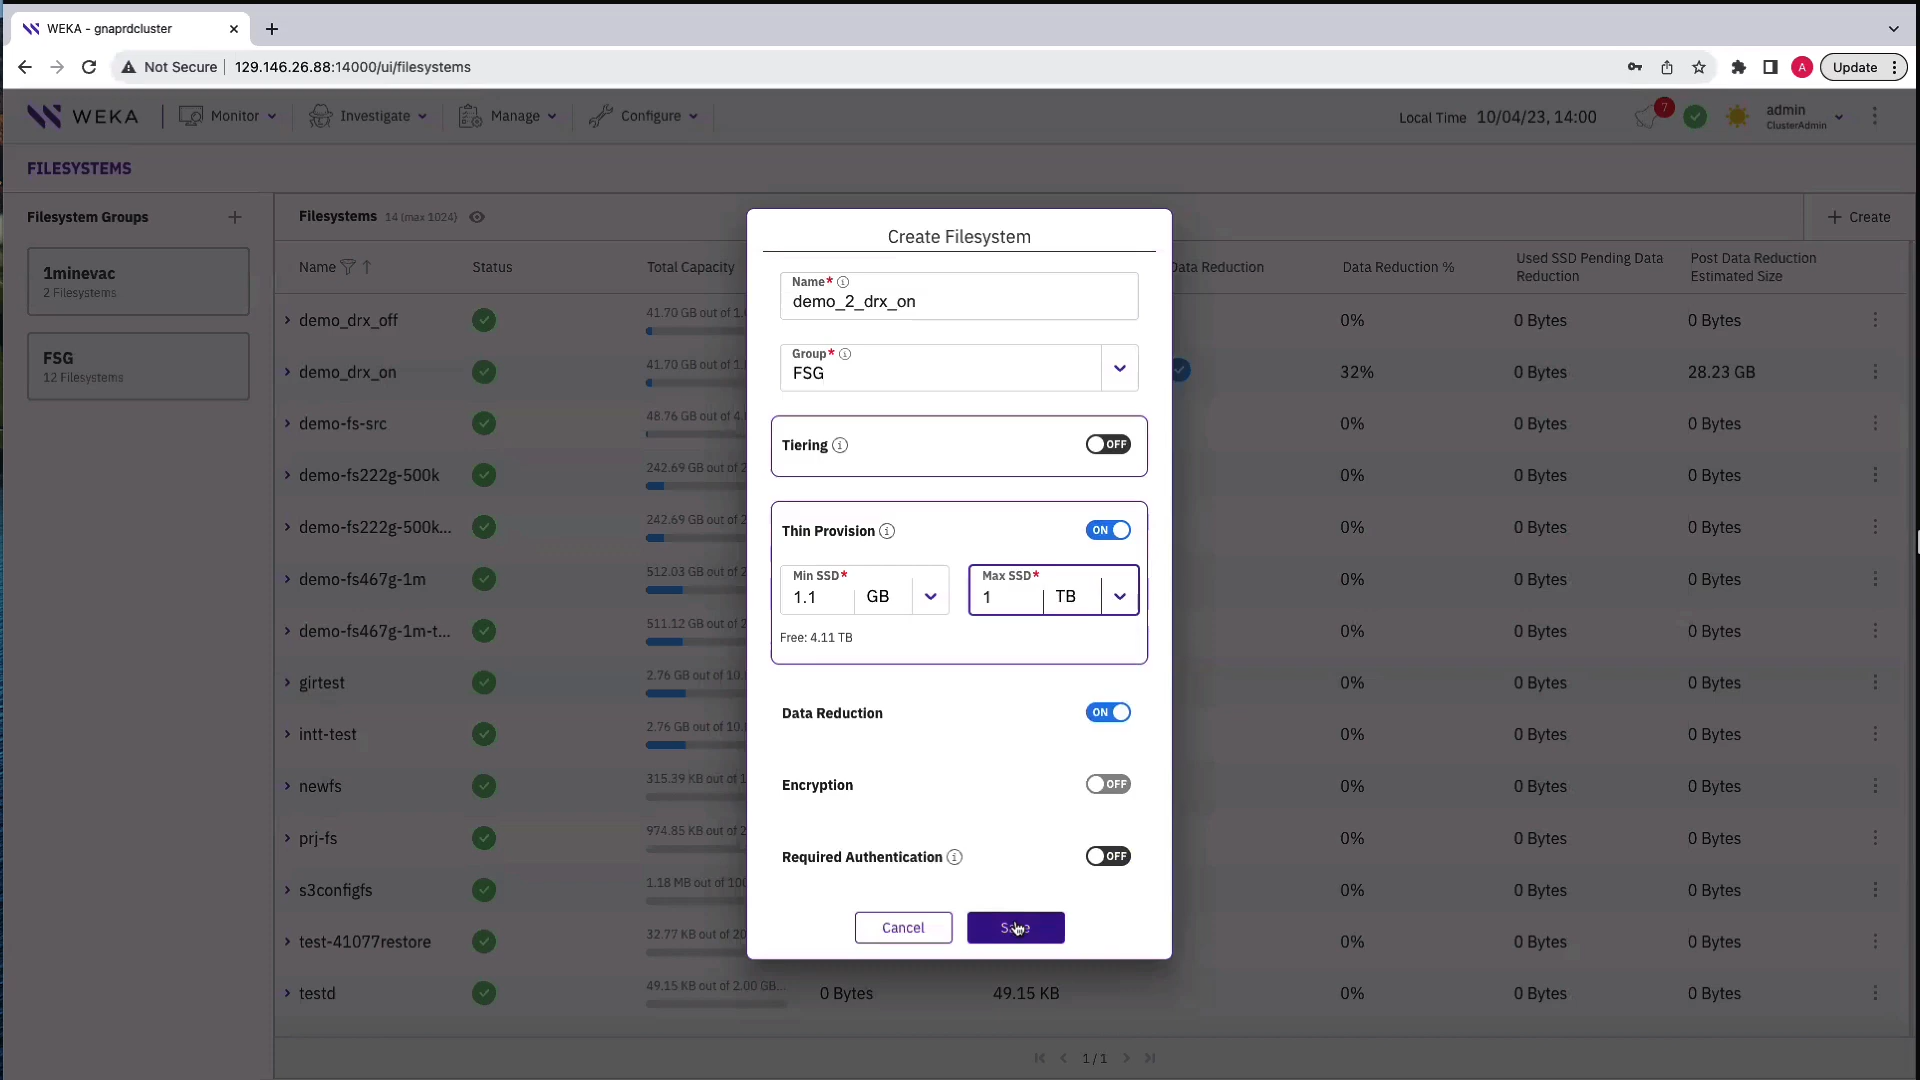 WEKA - gnaprdcluster
Not Secure 129.146.26.88:14000/ui/filesystems
A
Update
WEKA Monitor Investigate Manage Configure
Local Time 10/04/23, 14:00
7
admin
ClusterAdmin
FILESYSTEMS
Filesystem Groups
1minevac
2 Filesystems
FSG
12 Filesystems
Filesystems 14 (max 1024)
Create
Name Status Total Capacity Data Reduction Data Reduction % Used SSD Pending Data Reduction Post Data Reduction Estimated Size
demo_drx_off 41.70 GB out of 1. 0% 0 Bytes 0 Bytes
demo_drx_on 41.70 GB out of 1. 32% 0 Bytes 28.23 GB
demo-fs-src 48.76 GB out of 4. 0% 0 Bytes 0 Bytes
demo-fs222g-500k 242.69 GB out of 2 0% 0 Bytes 0 Bytes
demo-fs222g-500k... 242.69 GB out of 2 0% 0 Bytes 0 Bytes
demo-fs467g-1m 512.03 GB out of 2 0% 0 Bytes 0 Bytes
demo-fs467g-1m-t... 511.12 GB out of 2 0% 0 Bytes 0 Bytes
girtest 2.76 GB out of 10. 0% 0 Bytes 0 Bytes
intt-test 2.76 GB out of 10. 0% 0 Bytes 0 Bytes
newfs 315.39 KB out of 1 0% 0 Bytes 0 Bytes
prj-fs 974.85 KB out of 2 0% 0 Bytes 0 Bytes
s3configfs 1.18 MB out of 10 0% 0 Bytes 0 Bytes
test-41077restore 32.77 KB out of 20 0% 0 Bytes 0 Bytes
testd 49.15 KB out of 2.00 GB... 0 Bytes 49.15 KB 0% 0 Bytes 0 Bytes
1/1
Create Filesystem
Name*
demo_2_drx_on
Group*
FSG
Tiering OFF
Thin Provision ON
Min SSD* Max SSD*
1.1 GB 1 TB
Free: 4.11 TB
Data Reduction ON
Encryption OFF
Required Authentication OFF
Cancel Save